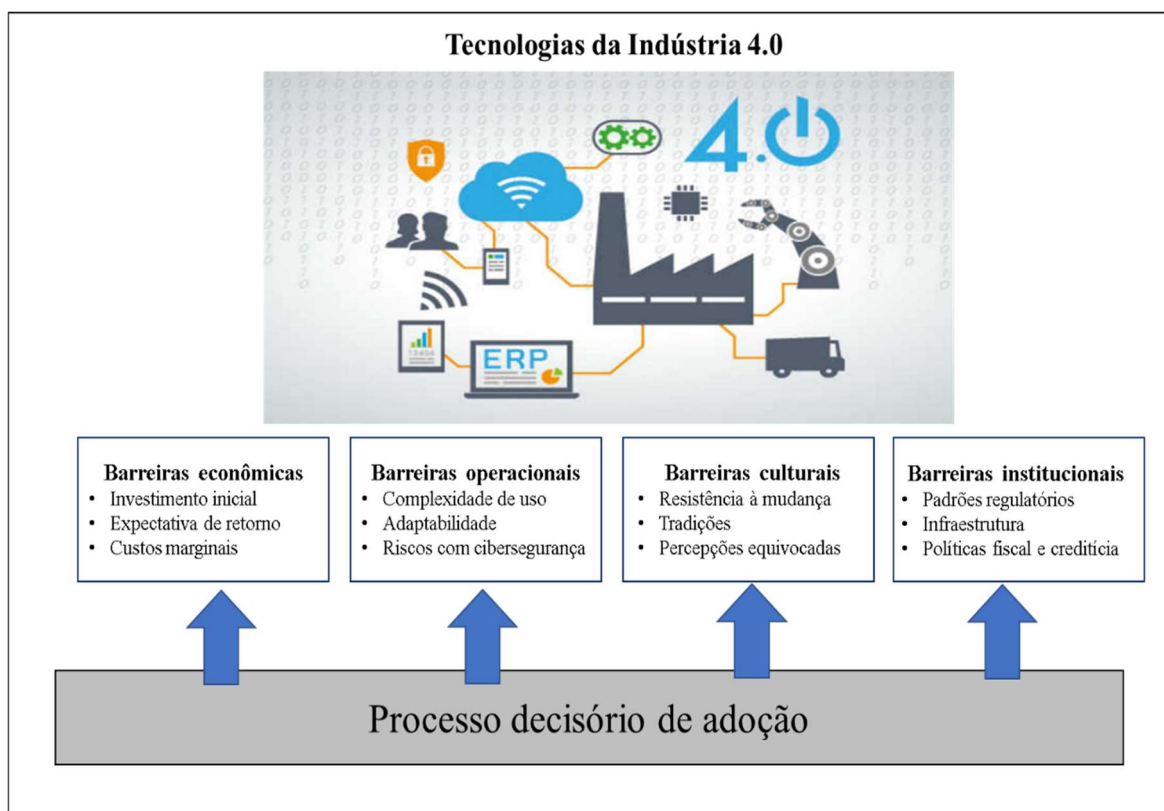 Tecnologias da Indústria 4.0
4.0
ERP
Barreiras econômicas
• Investimento inicial
• Expectativa de retorno
• Custos marginais
Barreiras operacionais
• Complexidade de uso
• Adaptabilidade
• Riscos com cibersegurança
Barreiras culturais
• Resistência à mudança
• Tradições
• Percepções equivocadas
Barreiras institucionais
• Padrões regulatórios
• Infraestrutura
• Políticas fiscal e creditícia
Processo decisório de adoção